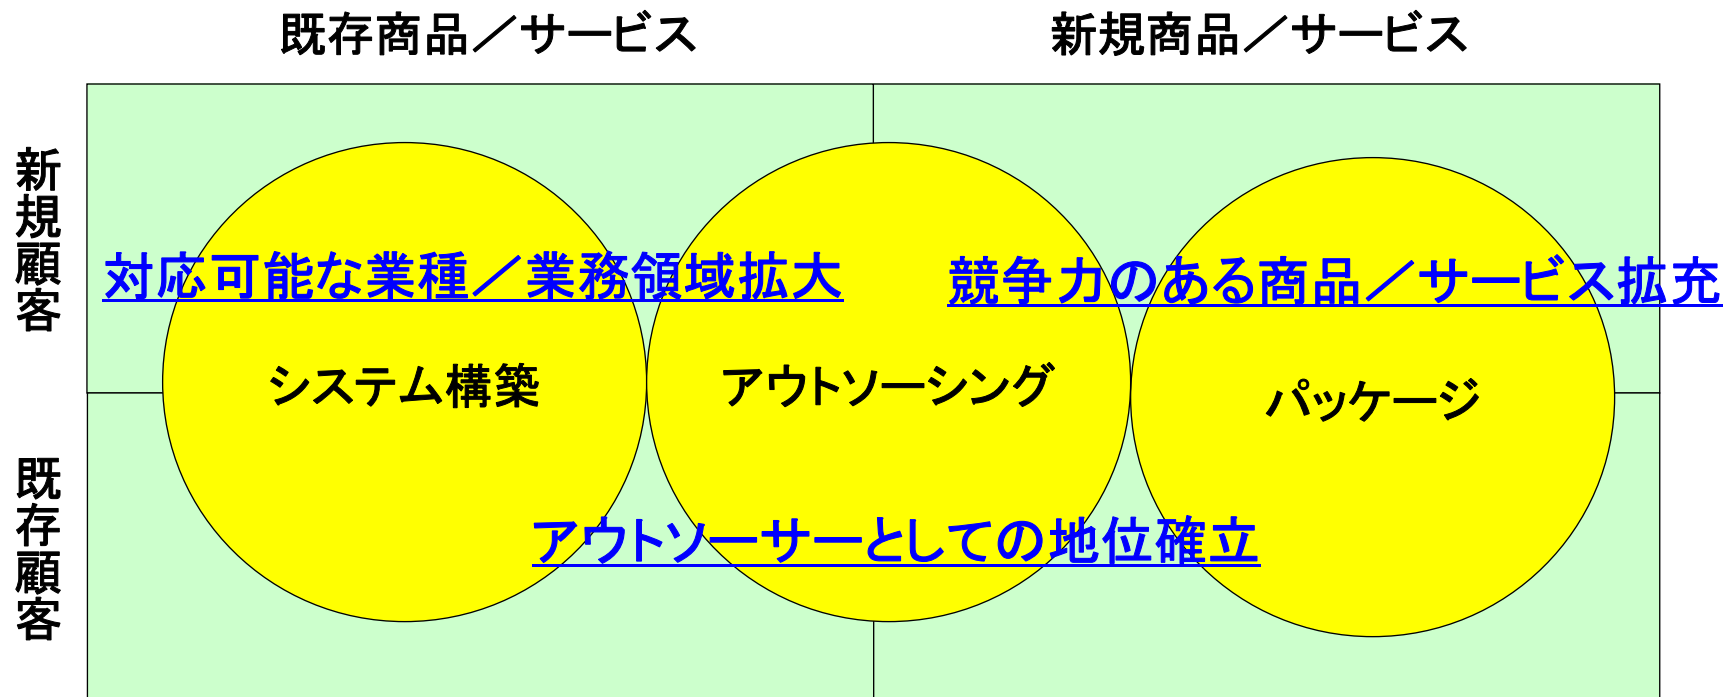 既存商品／サービス
新規商品／サービス
新規顧客
対応可能な業種／業務領域拡大
競争力のある商品／サービス拡充
システム構築
アウトソーシング
パッケージ
既存顧客
アウトソーサーとしての地位確立